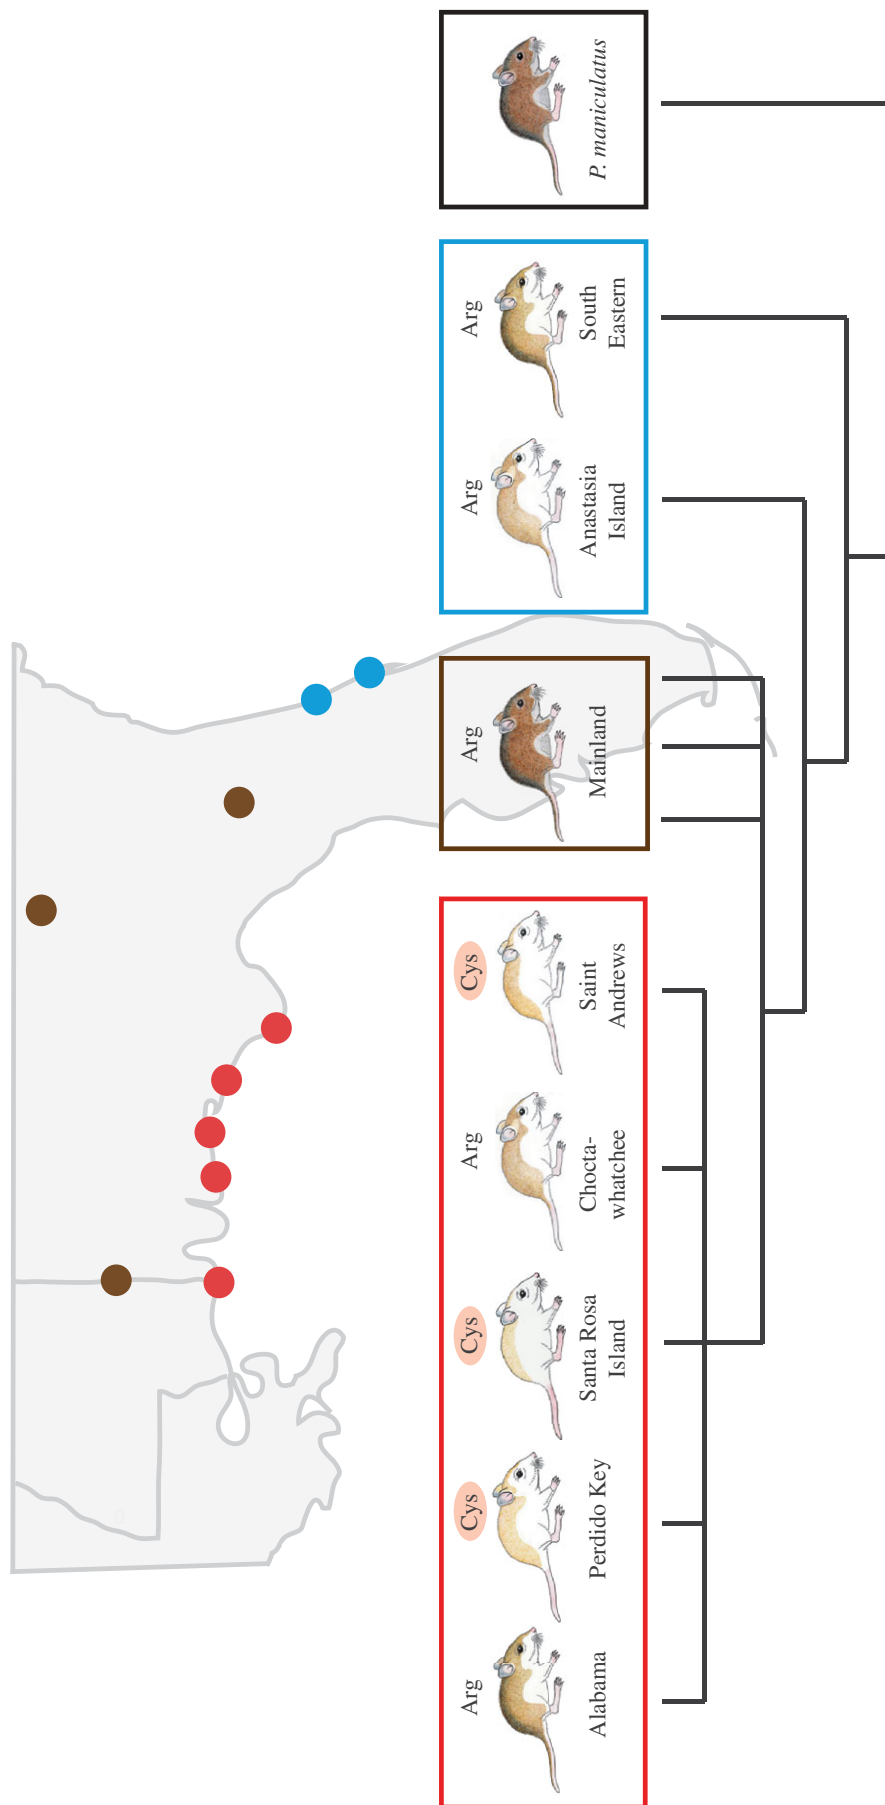 Arg
Alabama
Cys
Perdido Key
Cys
Santa Rosa
Island
Arg
Chocta-
whatchee
Cys
Saint
Andrews
Arg
Mainland
Arg
Anastasia
Island
Arg
South
Eastern
P. maniculatus